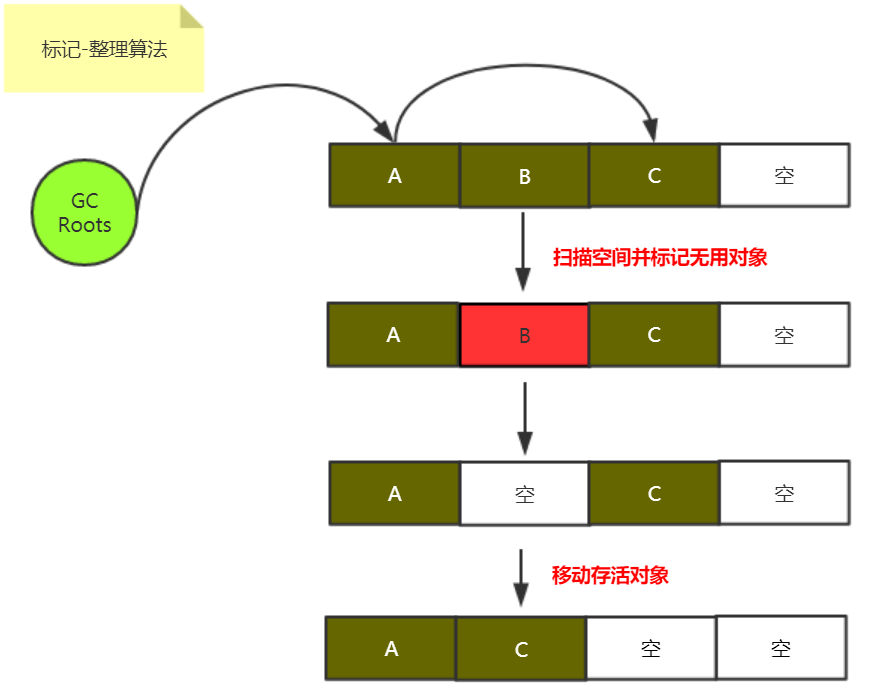 标记-整理算法
GC
Roots
A B C 空
扫描空间并标记无用对象
A B C 空
A 空 C 空
移动存活对象
A C 空 空